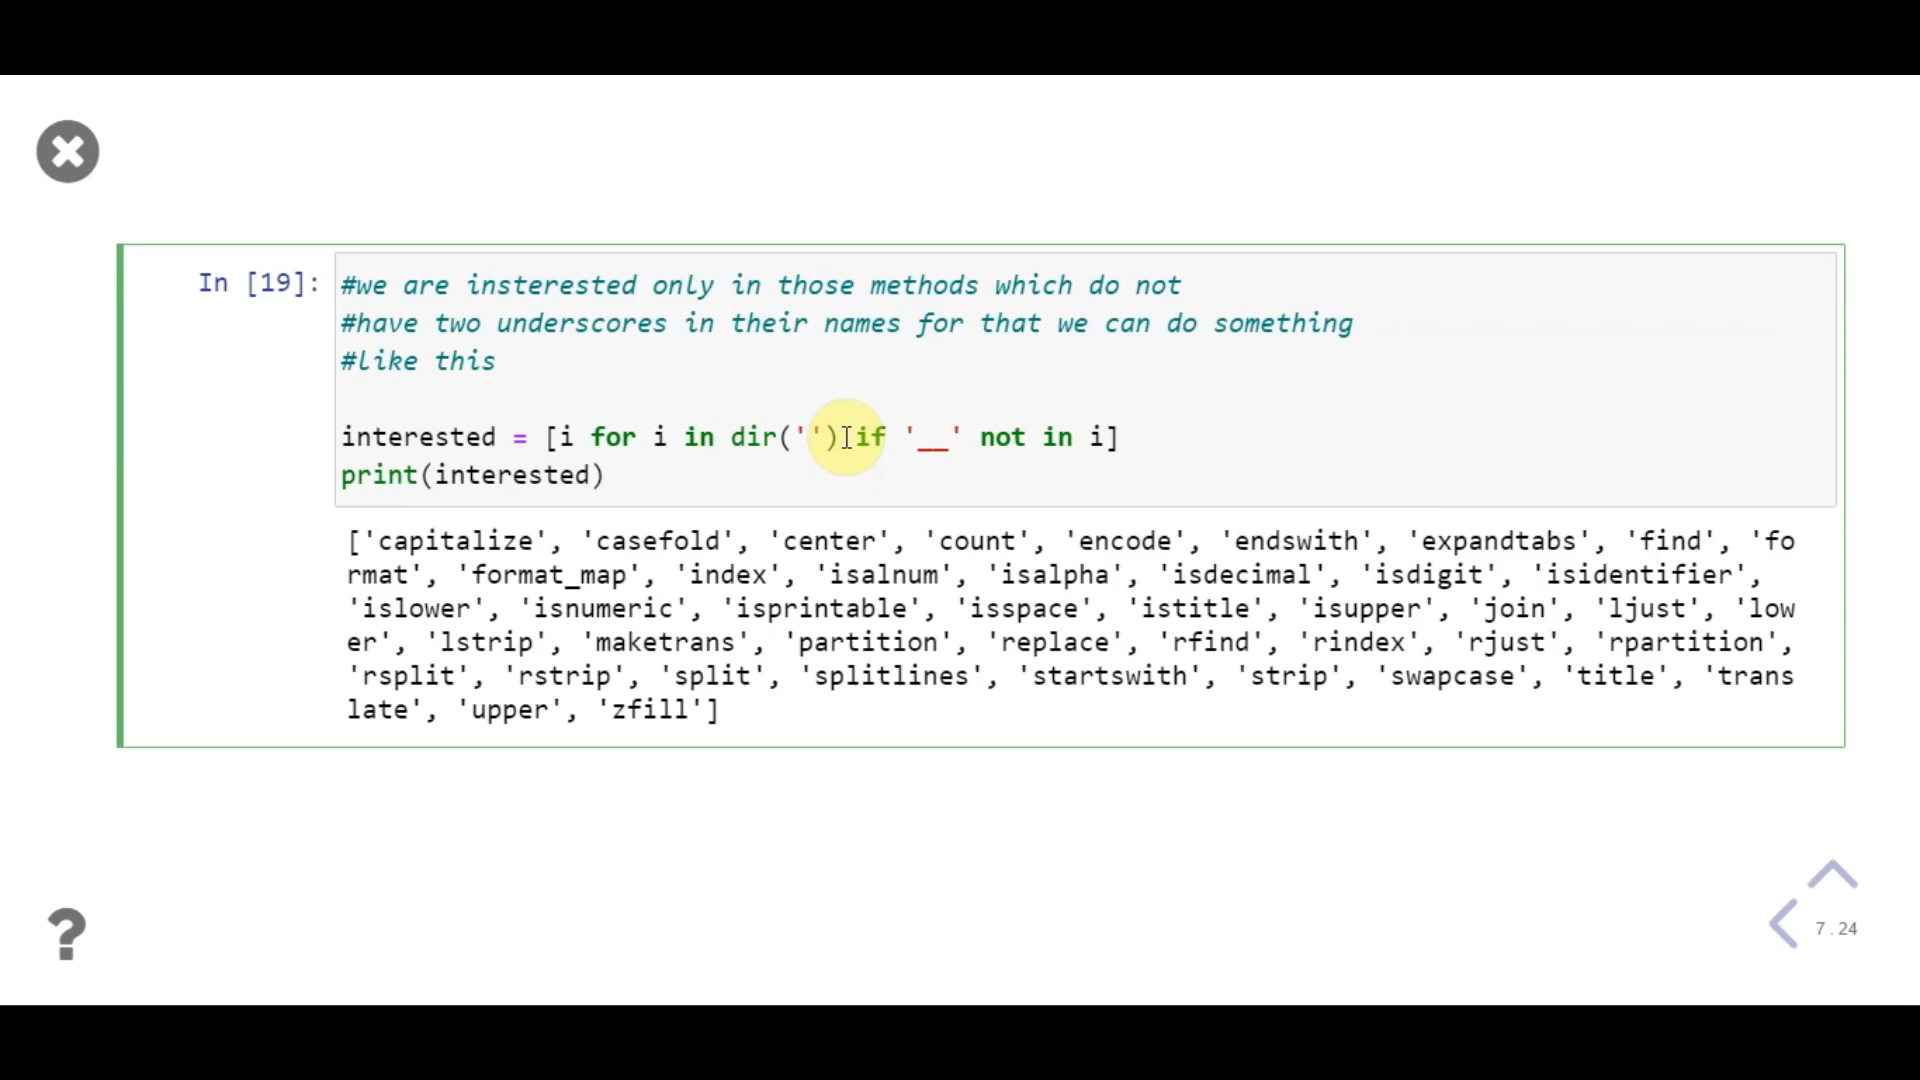 In [19]: #we are insterested only in those methods which do not
#have two underscores in their names for that we can do something
#like this
interested = [i for i in dir('') if '__' not in i]
print(interested)
['capitalize', 'casefold', 'center', 'count', 'encode', 'endswith', 'expandtabs', 'find', 'fo
rmat', 'format_map', 'index', 'isalnum', 'isalpha', 'isdecimal', 'isdigit', 'isidentifier',
'islower', 'isnumeric', 'isprintable', 'isspace', 'istitle', 'isupper', 'join', 'ljust', 'low
er', 'lstrip', 'maketrans', 'partition', 'replace', 'rfind', 'rindex', 'rjust', 'rpartition',
'rsplit', 'rstrip', 'split', 'splitlines', 'startswith', 'strip', 'swapcase', 'title', 'trans
late', 'upper', 'zfill']
?
7.24